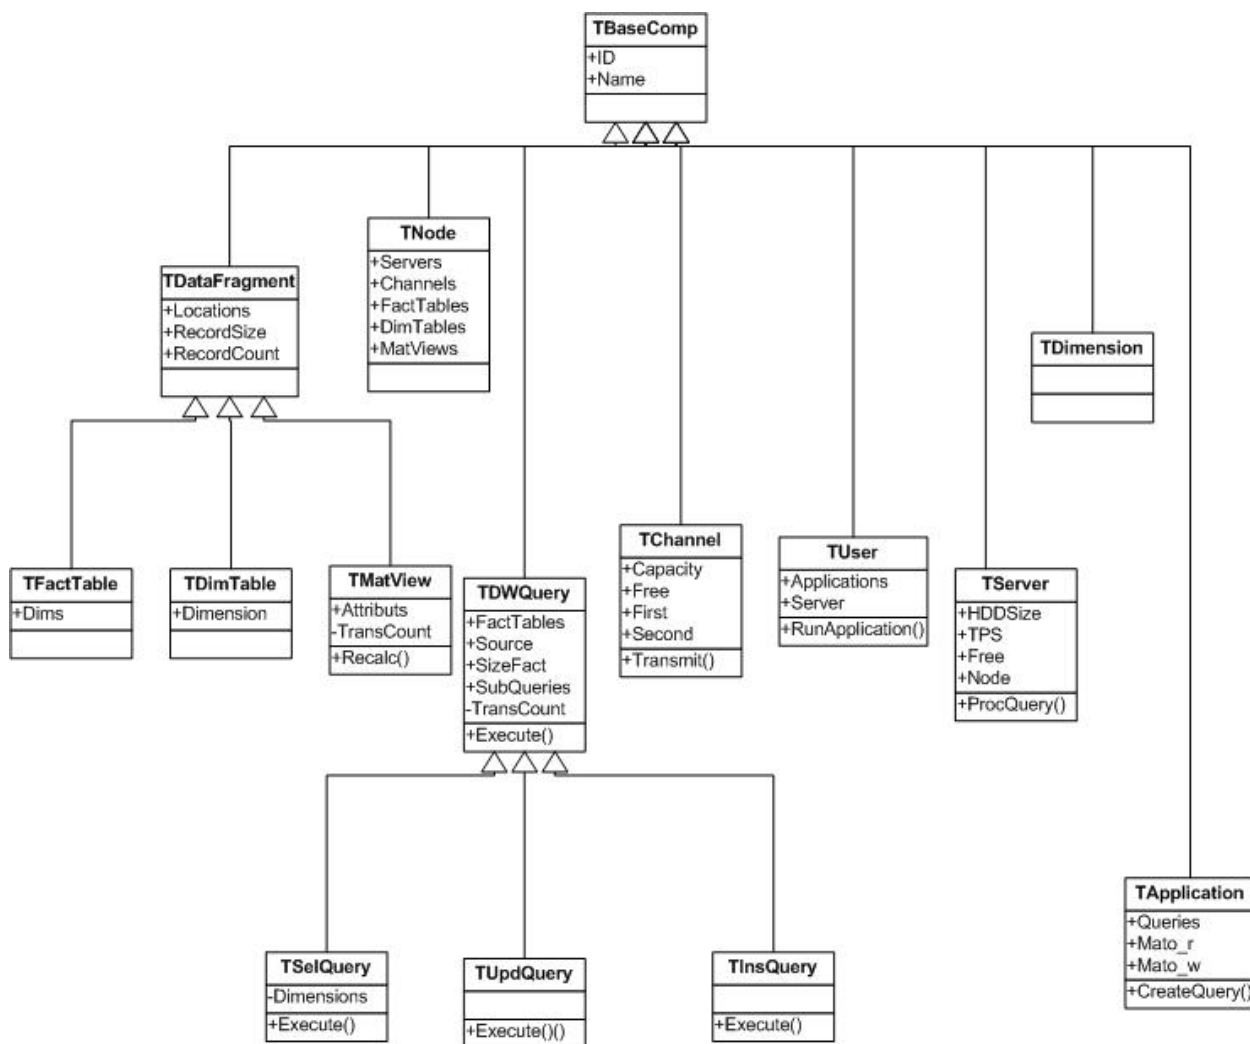 TBaseComp
+ID
+Name
TNode
+Servers
+Channels
+FactTables
+DimTables
+MatViews
TDataFragment
+Locations
+RecordSize
+RecordCount
TDimension
TFactTable
+Dims
TDimTable
+Dimension
TMatView
+Attributs
-TransCount
+Recalc()
TDWQuery
+FactTables
+Source
+SizeFact
+SubQueries
-TransCount
+Execute()
TChannel
+Capacity
+Free
+First
+Second
+Transmit()
TUser
+Applications
+Server
+RunApplication()
TServer
+HDDSize
+TPS
+Free
+Node
+ProcQuery()
TApplication
+Queries
+Mato_r
+Mato_w
+CreateQuery()
TSelQuery
-Dimensions
+Execute()
TUpdQuery
+Execute()()
TInsQuery
+Execute()